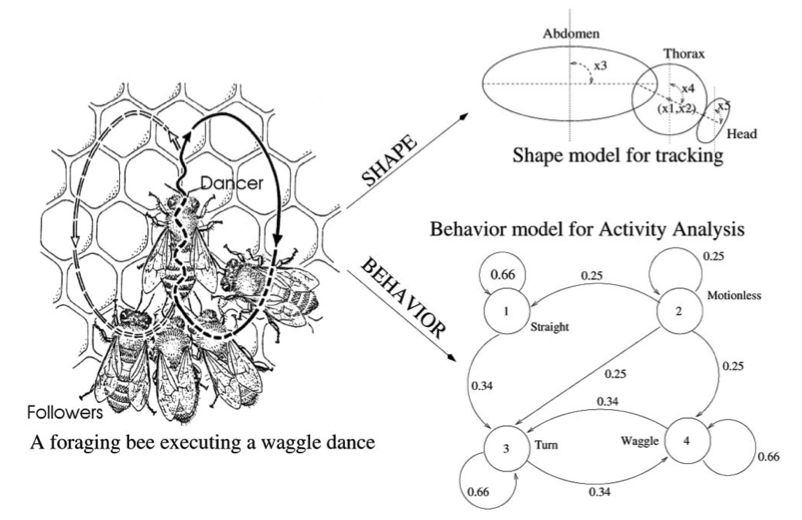 Dancer
Followers
A foraging bee executing a waggle dance
SHAPE
BEHAVIOR
Abdomen
x3
Thorax
x4
(x1,x2)
x5
Head
Shape model for tracking
Behavior model for Activity Analysis
0.66
0.25
0.25
1
2
Motionless
Straight
0.34
0.25
0.25
0.34
3
Turn
Waggle
4
0.66
0.34
0.66